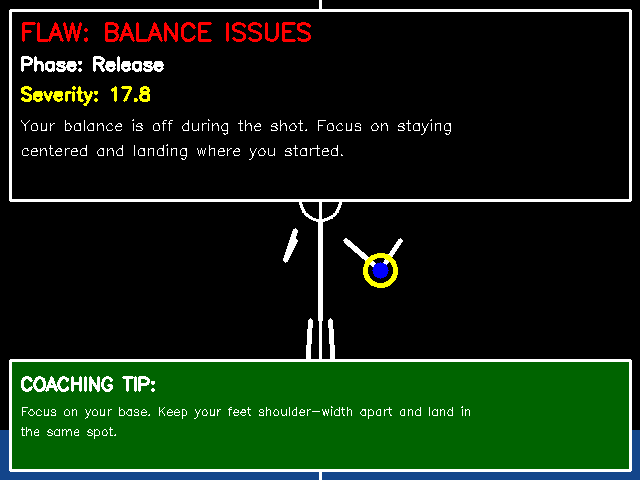 FLAW: BALANCE ISSUES
Phase: Release
Severity: 17.8
Your balance is off during the shot. Focus on staying
centered and landing where you started.
COACHING TIP:
Focus on your base. Keep your feet shoulder-width apart and land in
the same spot.